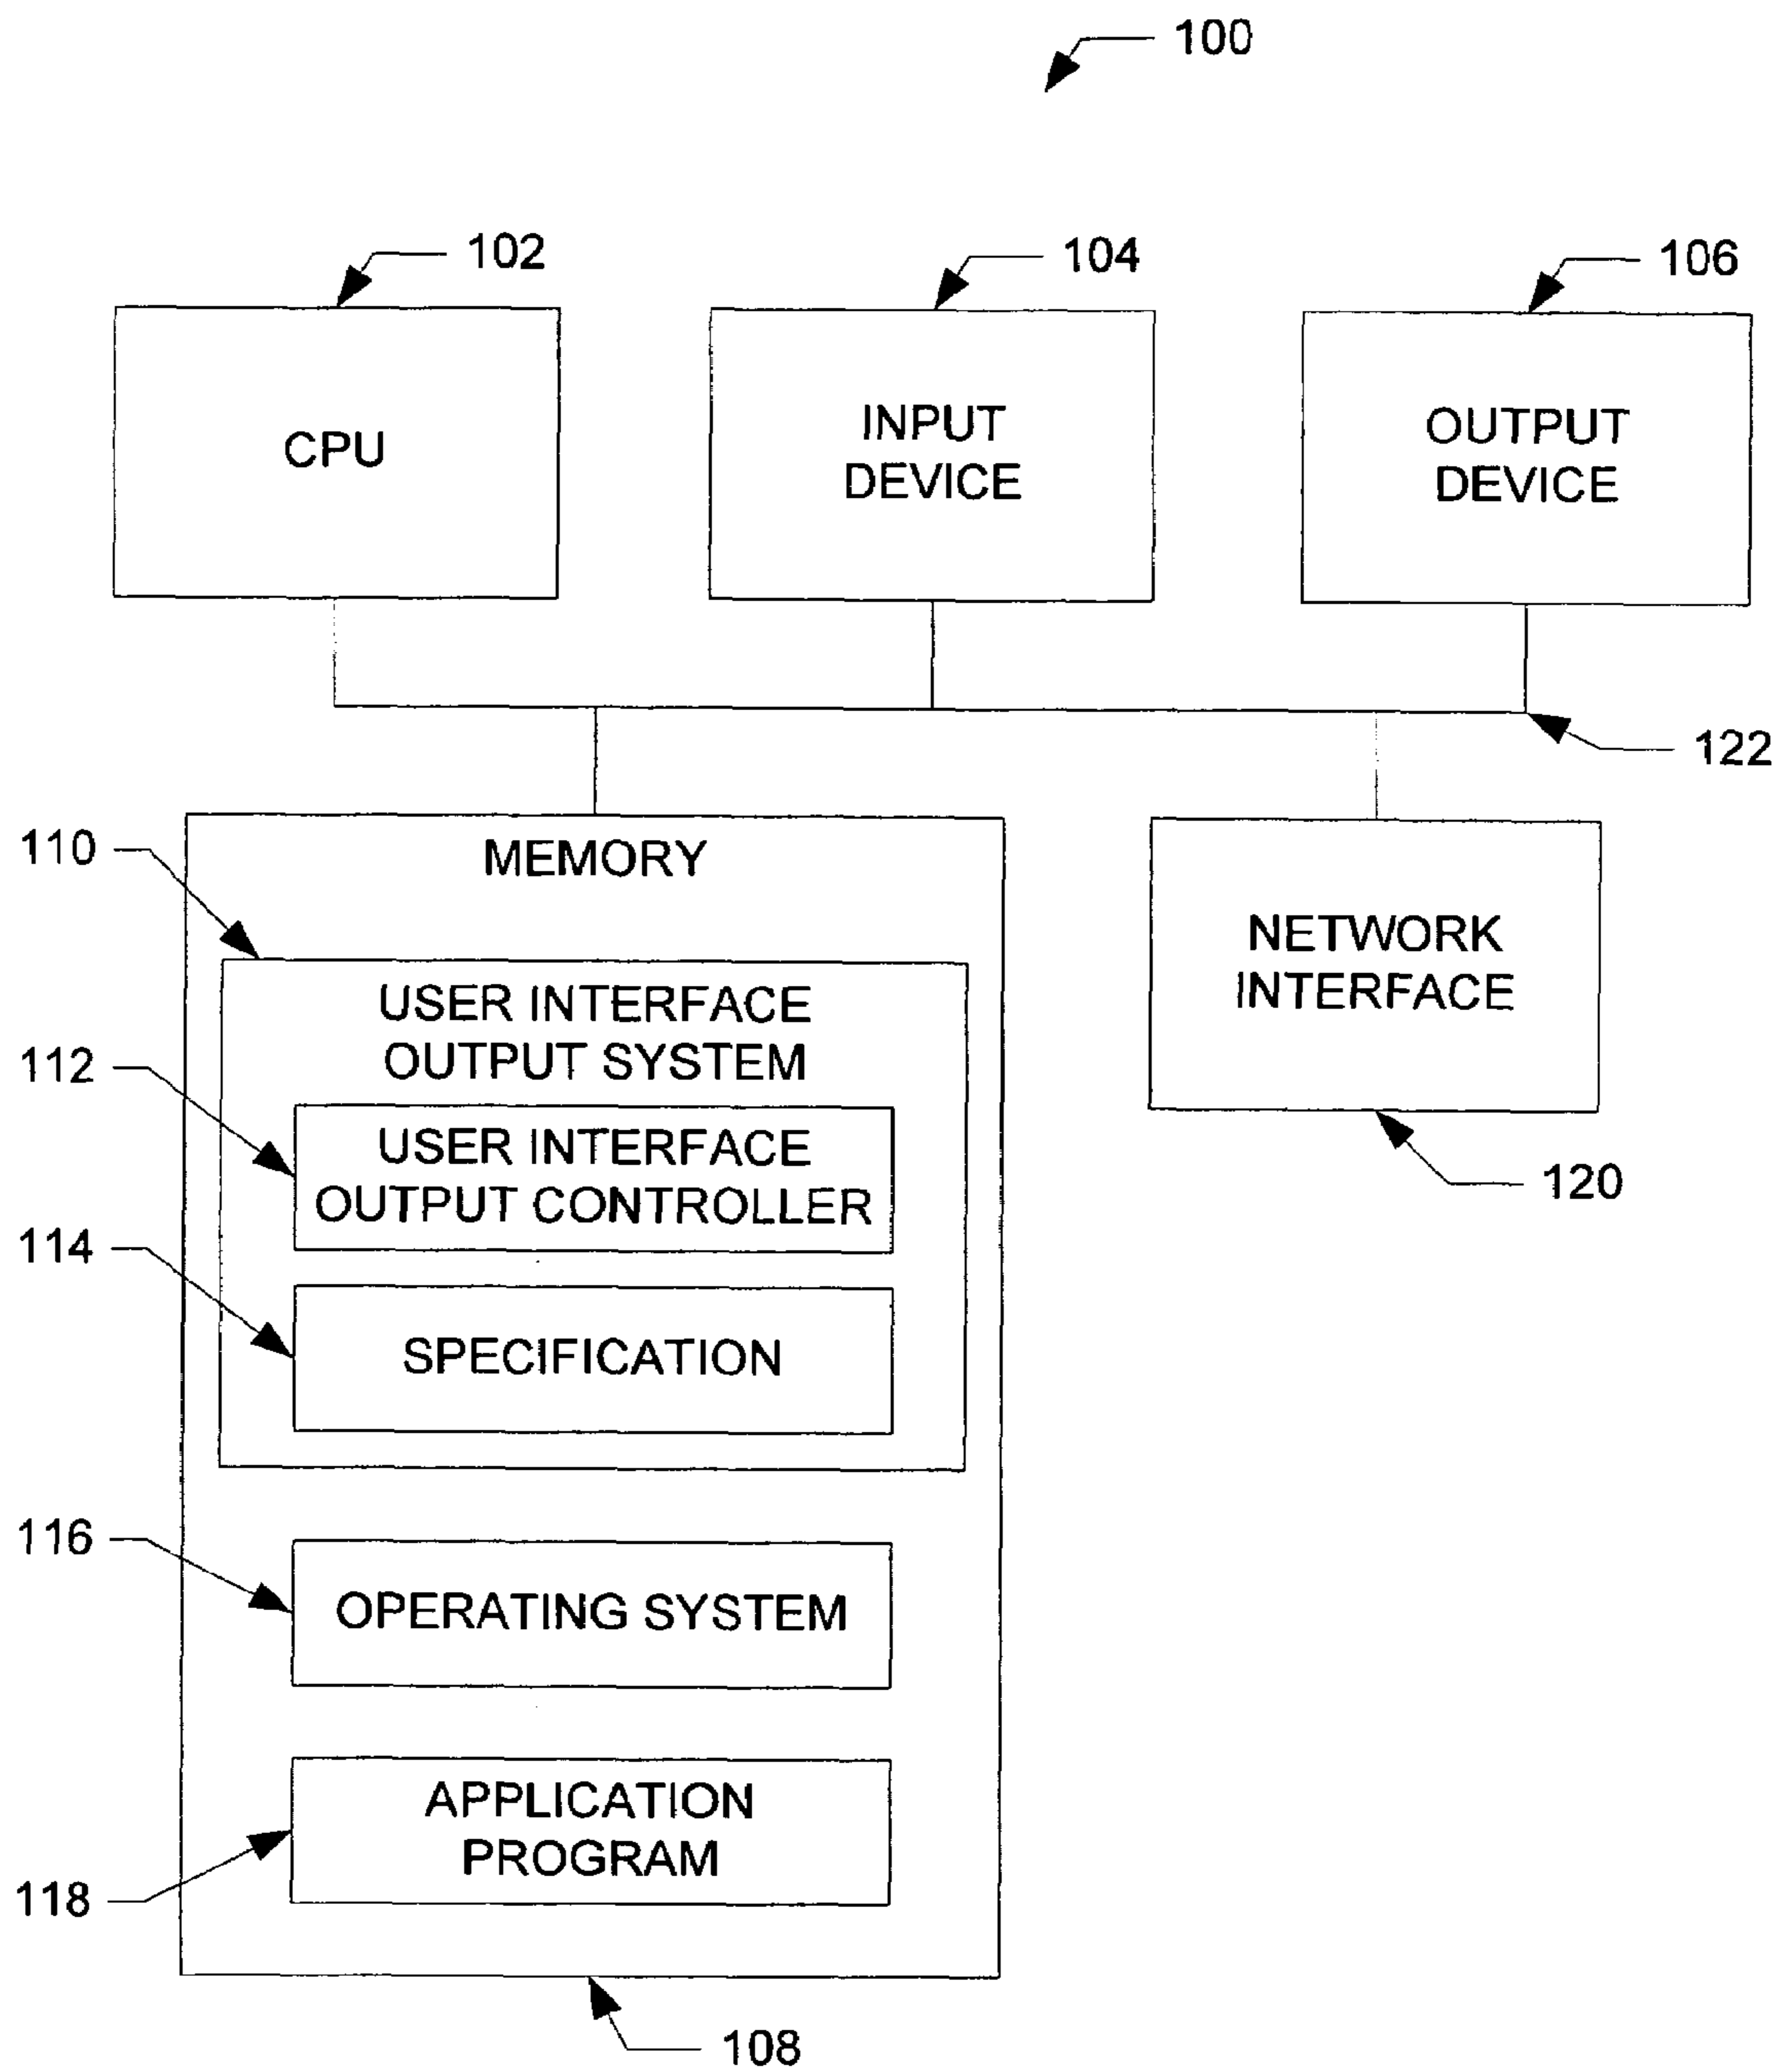 100
102
104
106
CPU
INPUT
DEVICE
OUTPUT
DEVICE
122
110
MEMORY
NETWORK
INTERFACE
USER INTERFACE
OUTPUT SYSTEM
112
USER INTERFACE
OUTPUT CONTROLLER
120
114
SPECIFICATION
116
OPERATING SYSTEM
APPLICATION
PROGRAM
118
108